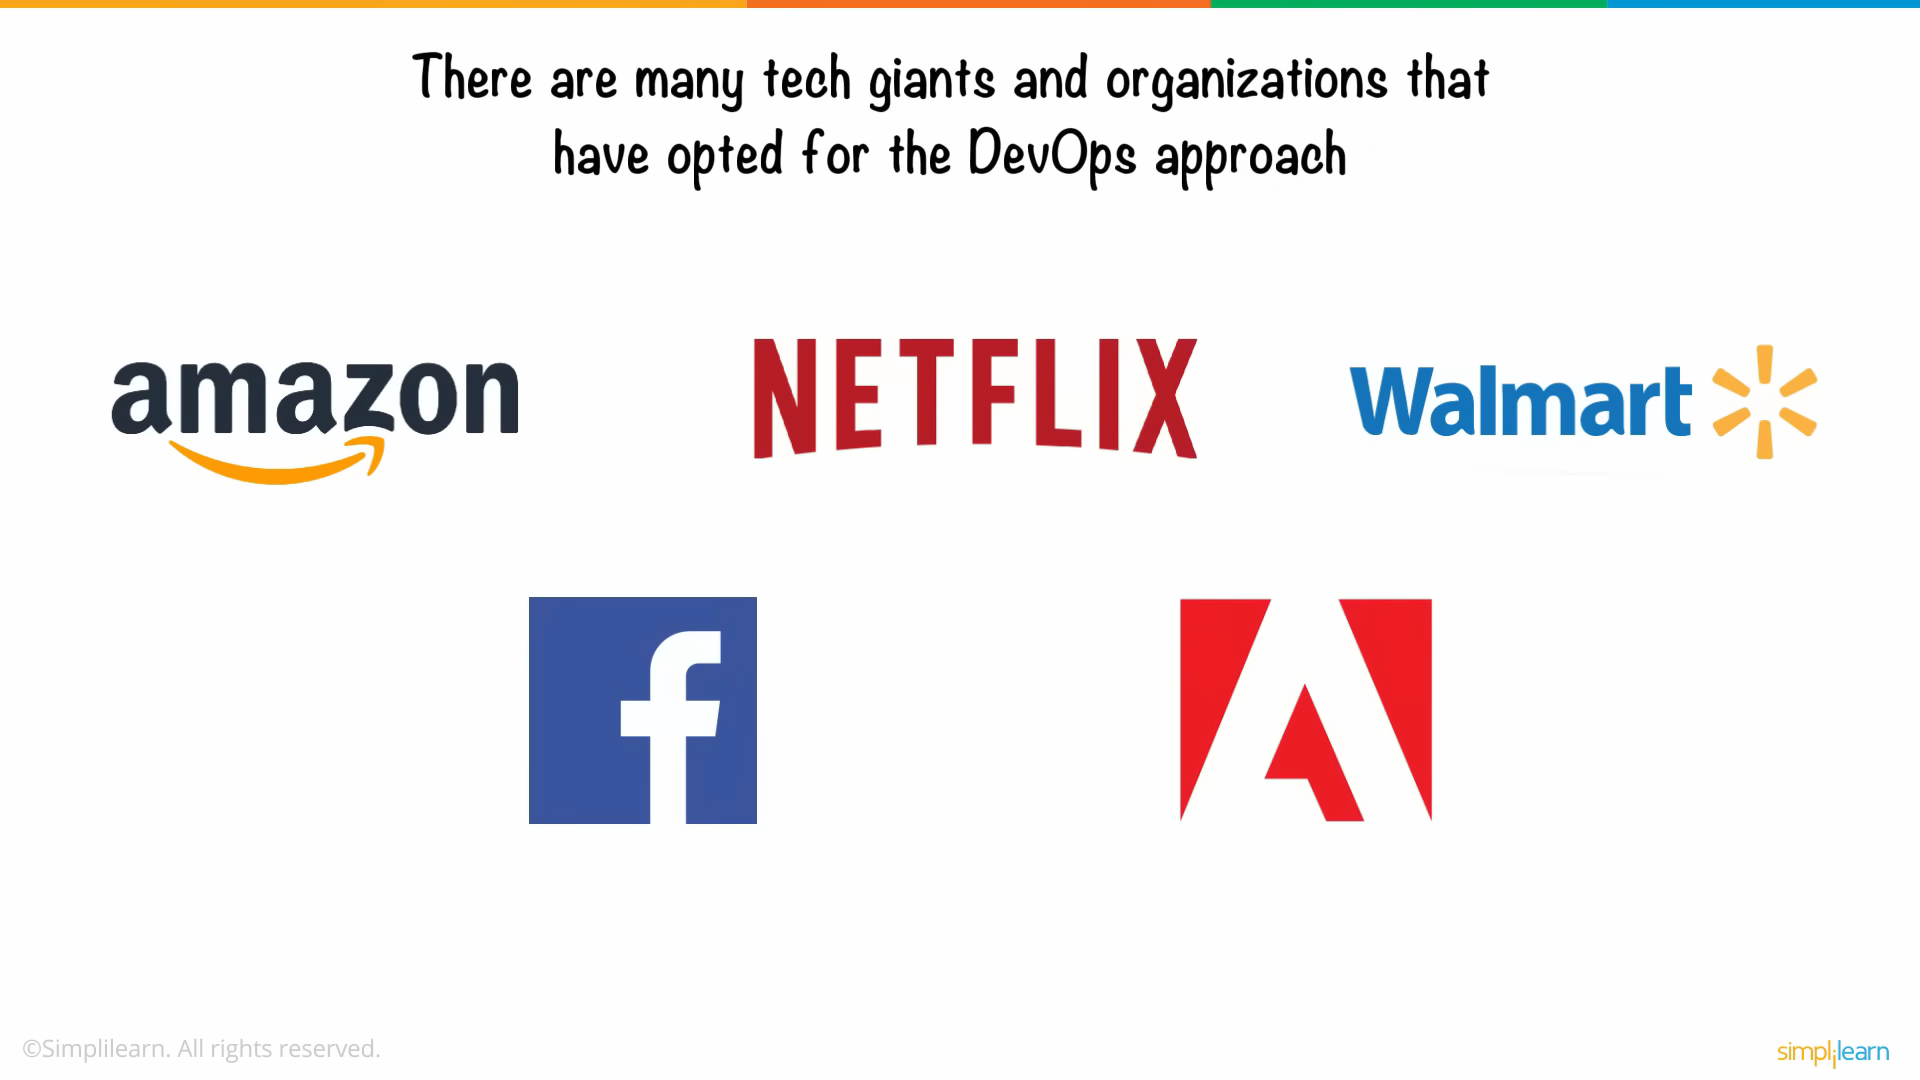 There are many tech giants and organizations that
have opted for the DevOps approach
amazon
NETFLIX
Walmart
f
©Simplilearn. All rights reserved.
simplilearn